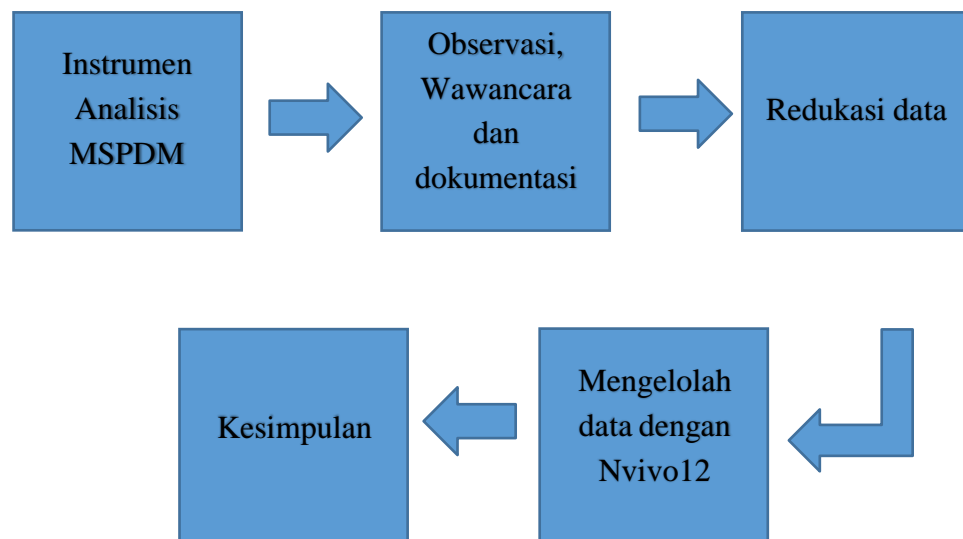 Instrumen
Analisis
MSPDM
Observasi,
Wawancara
dan
dokumentasi
Redukasi data
Mengelolah
data dengan
Nvivo12
Kesimpulan